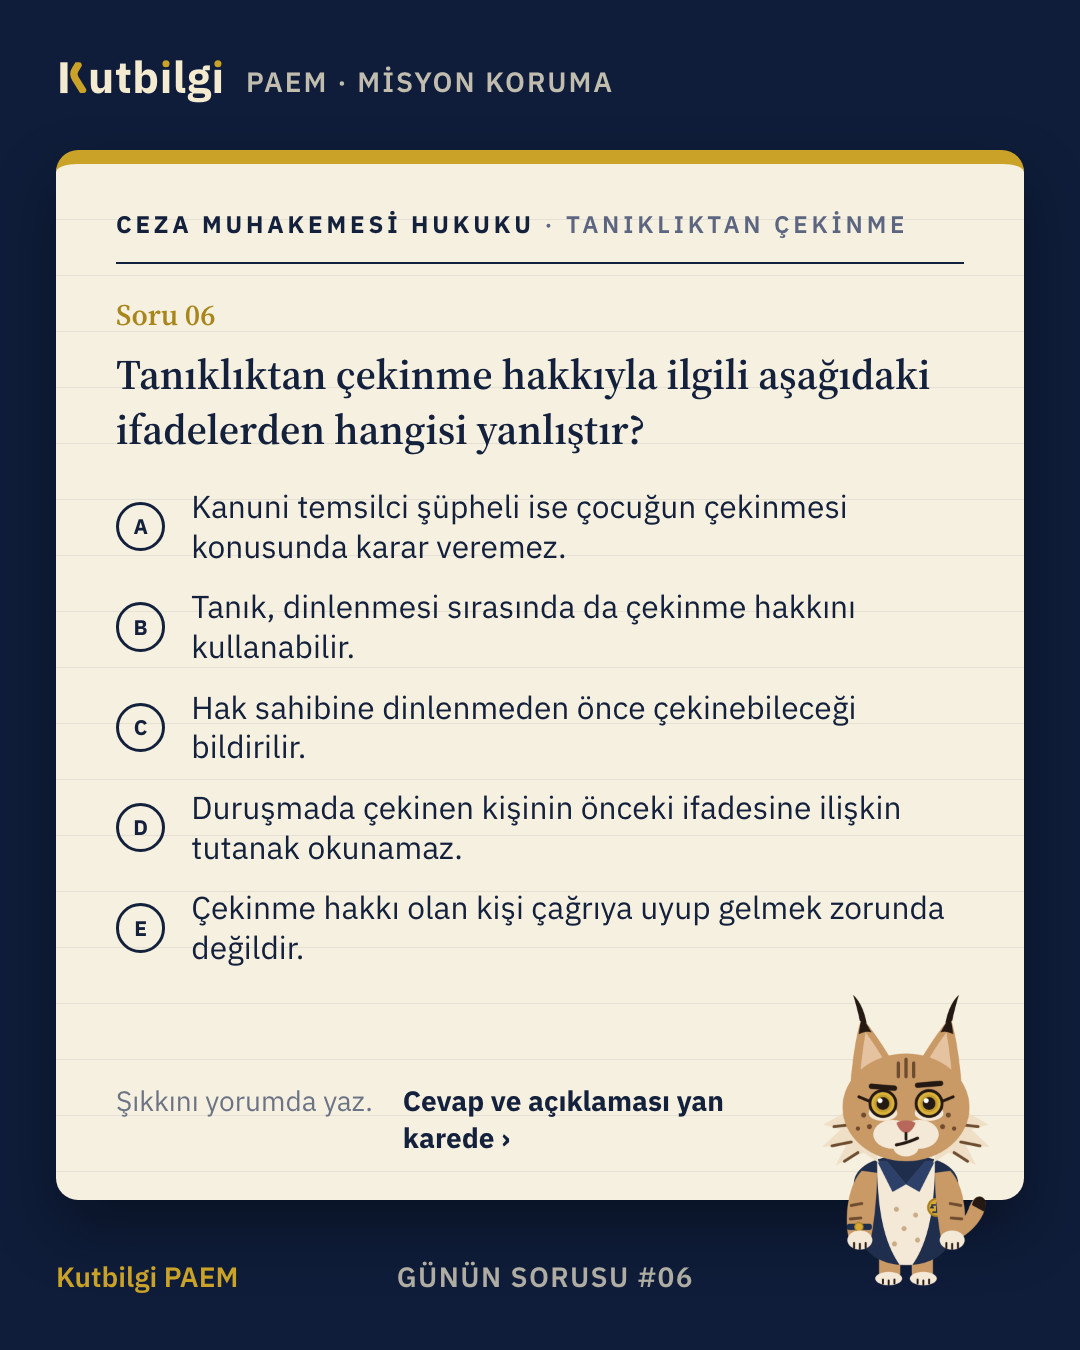 Kutbilgi PAEM · MİSYON KORUMA
CEZA MUHAKEMESİ HUKUKU · TANIKLIKTAN ÇEKİNME
Soru 06
Tanıklıktan çekinme hakkıyla ilgili aşağıdaki
ifadelerden hangisi yanlıştır?
A Kanuni temsilci şüpheli ise çocuğun çekinmesi
konusunda karar veremez.
B Tanık, dinlenmesi sırasında da çekinme hakkını
kullanabilir.
C Hak sahibine dinlenmeden önce çekinebileceği
bildirilir.
D Duruşmada çekinen kişinin önceki ifadesine ilişkin
tutanak okunamaz.
E Çekinme hakkı olan kişi çağrıya uyup gelmek zorunda
değildir.
Şıkkını yorumda yaz. Cevap ve açıklaması yan
karede ›
Kutbilgi PAEM GÜNÜN SORUSU #06